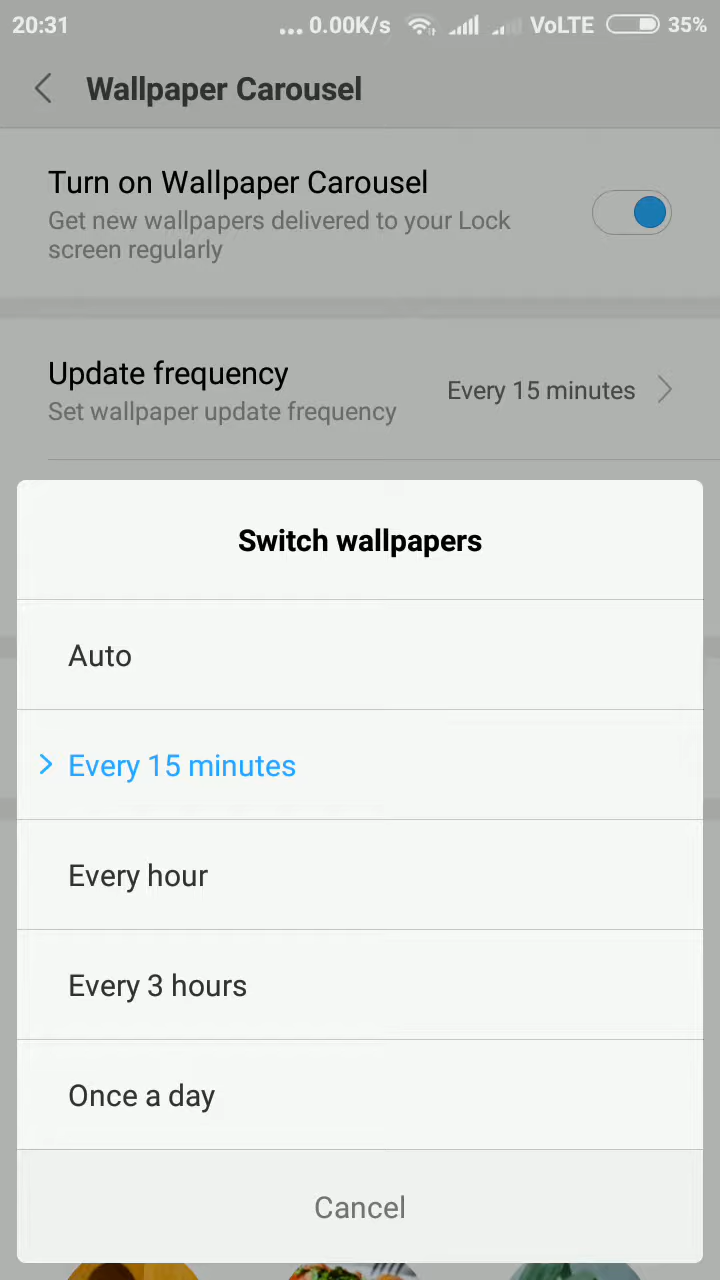 20:31 ... 0.00K/s VoLTE 35%
Wallpaper Carousel
Turn on Wallpaper Carousel
Get new wallpapers delivered to your Lock
screen regularly
Update frequency
Set wallpaper update frequency
Every 15 minutes
Switch wallpapers
Auto
Every 15 minutes
Every hour
Every 3 hours
Once a day
Cancel